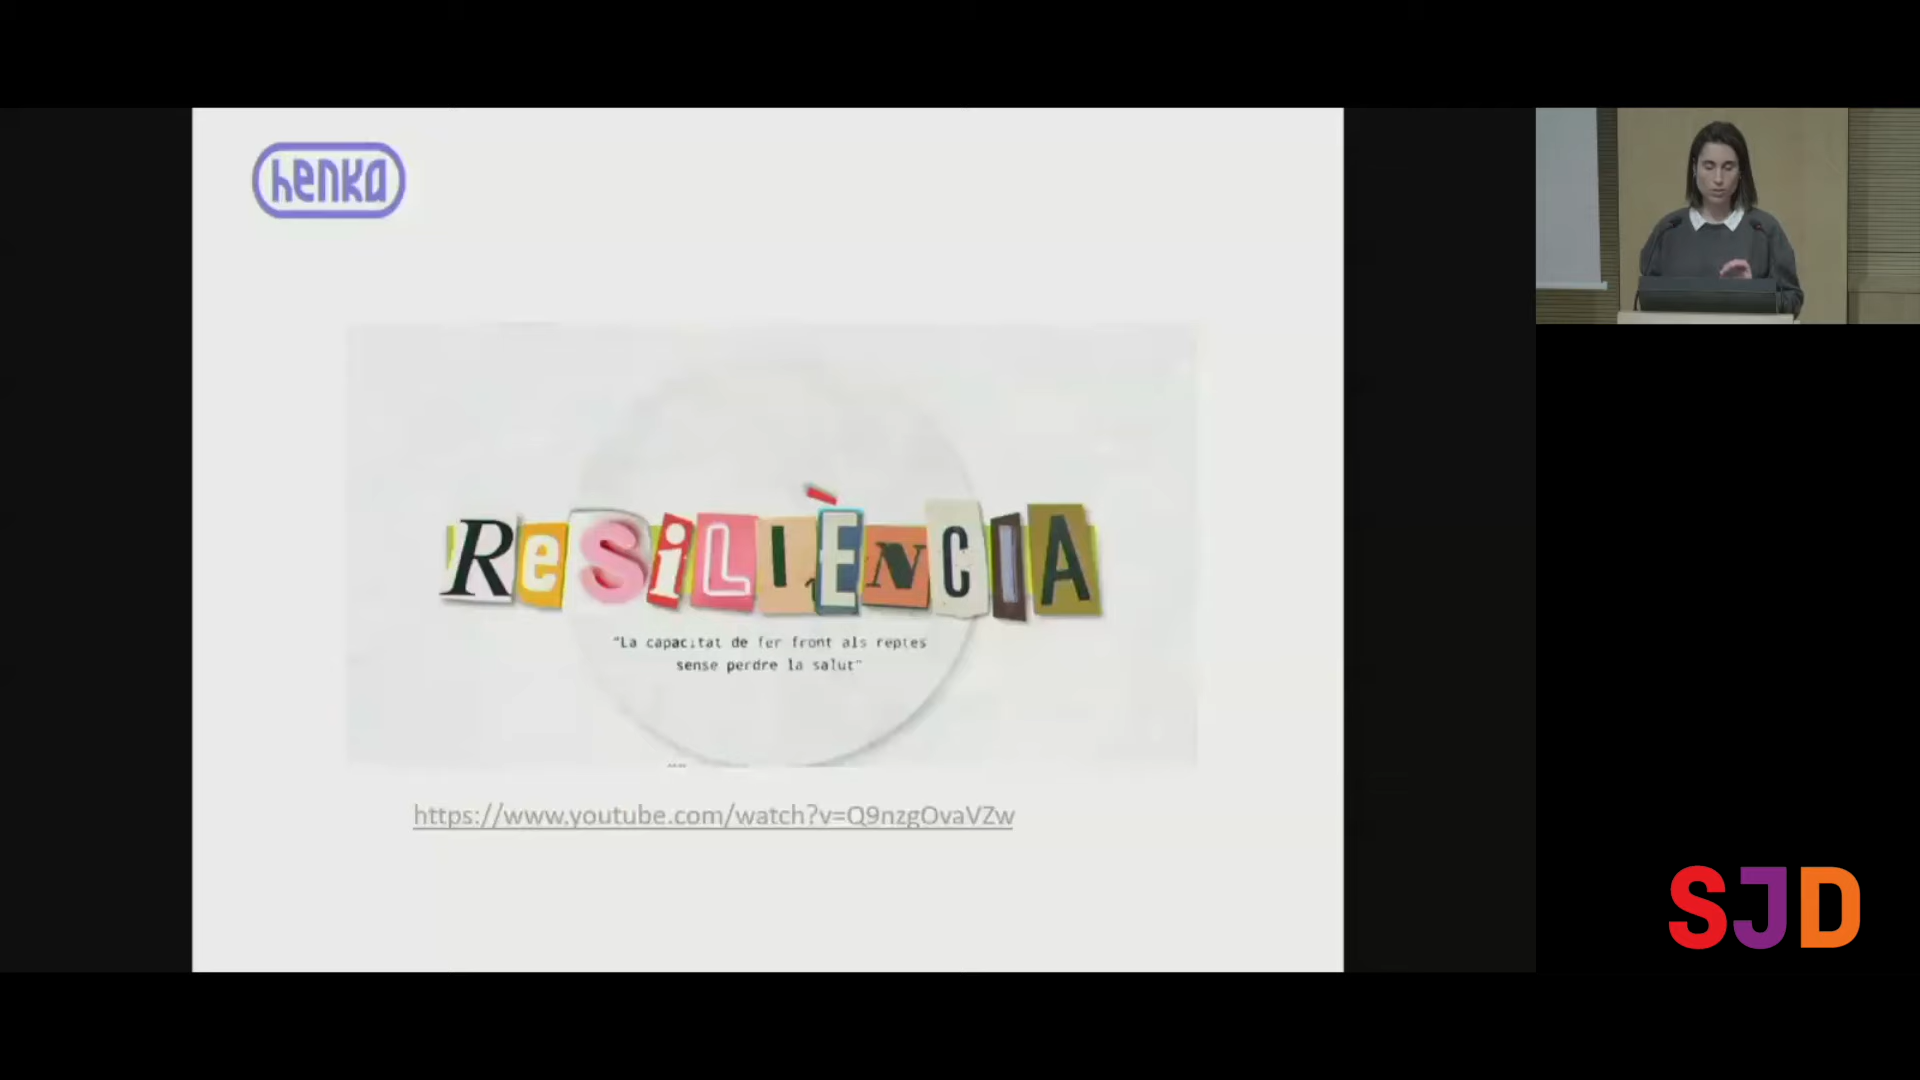 henka
ReSiLIÈNCIA
"La capacitat de fer front als reptes
sense perdre la salut"
https://www.youtube.com/watch?v=Q9nzgOvaVZw
SJD